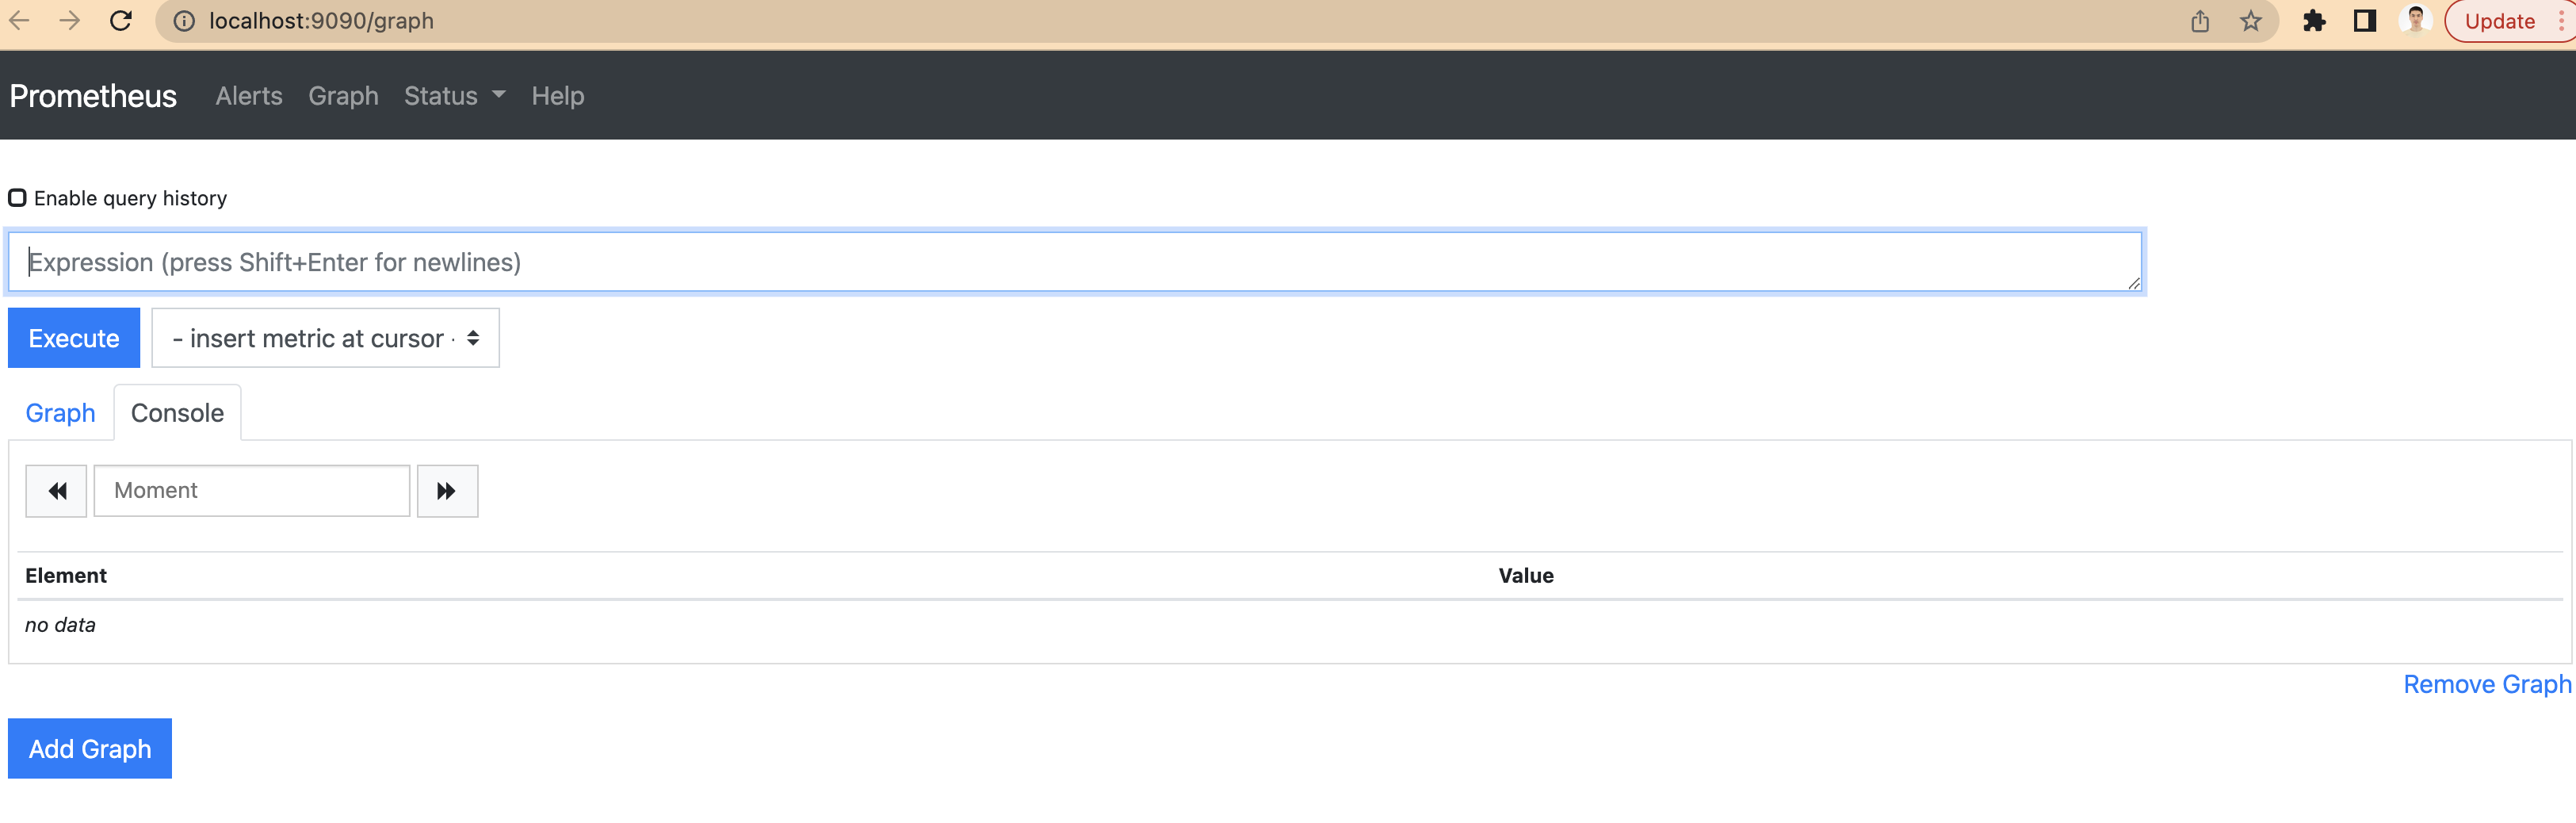 localhost:9090/graph
Update
Prometheus Alerts Graph Status Help
Enable query history
Expression (press Shift+Enter for newlines)
Execute - insert metric at cursor -
Graph Console
Moment
Element Value
no data
Remove Graph
Add Graph